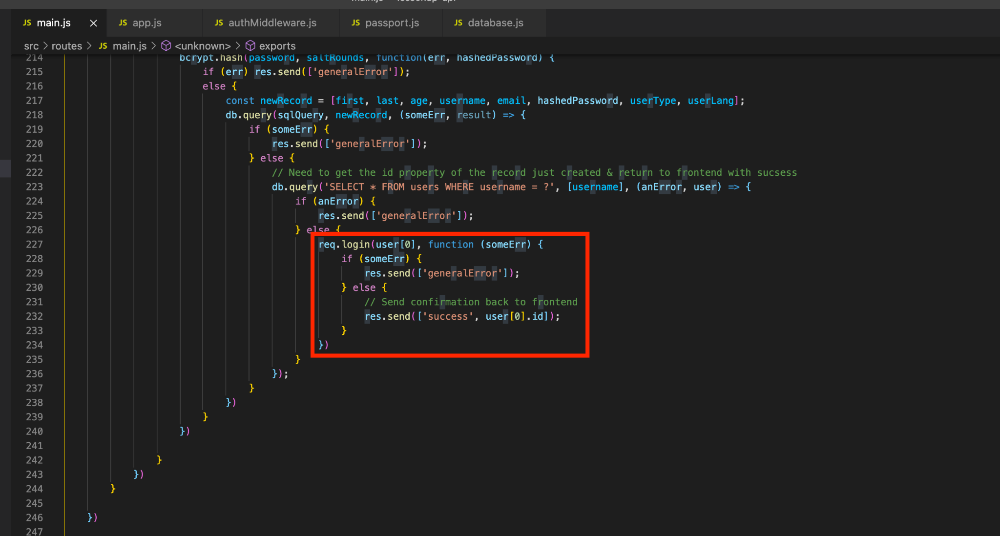 JS main.js × JS app.js JS authMiddleware.js JS passport.js JS database.js
src > routes > JS main.js > <unknown> > exports
214 bcrypt.hash(password, saltRounds, function(err, hashedPassword) {
215 if (err) res.send(['generalError']);
216 else {
217 const newRecord = [first, last, age, username, email, hashedPassword, userType, userLang];
218 db.query(sqlQuery, newRecord, (someErr, result) => {
219 if (someErr) {
220 res.send(['generalError']);
221 } else {
222 // Need to get the id property of the record just created & return to frontend with sucsess
223 db.query('SELECT * FROM users WHERE username = ?', [username], (anError, user) => {
224 if (anError) {
225 res.send(['generalError']);
226 } else {
227 req.login(user[0], function (someErr) {
228 if (someErr) {
229 res.send(['generalError']);
230 } else {
231 // Send confirmation back to frontend
232 res.send(['success', user[0].id]);
233 }
234 })
235 }
236 });
237 }
238 })
239 }
240 })
241
242 }
243 })
244 }
245
246 })
247